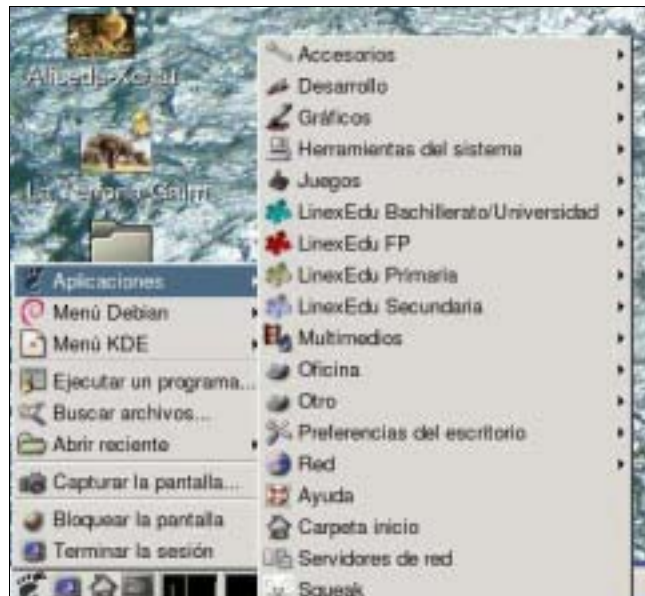 Aplicaciones
Menú Debian
Menú KDE
Ejecutar un programa...
Buscar archivos...
Abrir reciente
Capturar la pantalla...
Bloquear la pantalla
Terminar la sesión
Accesorios
Desarrollo
Gráficos
Herramientas del sistema
Juegos
LinexEdu Bachillerato/Universidad
LinexEdu FP
LinexEdu Primaria
LinexEdu Secundaria
Multimedios
Oficina
Otro
Preferencias del escritorio
Red
Ayuda
Carpeta inicio
Servidores de red
Squeak